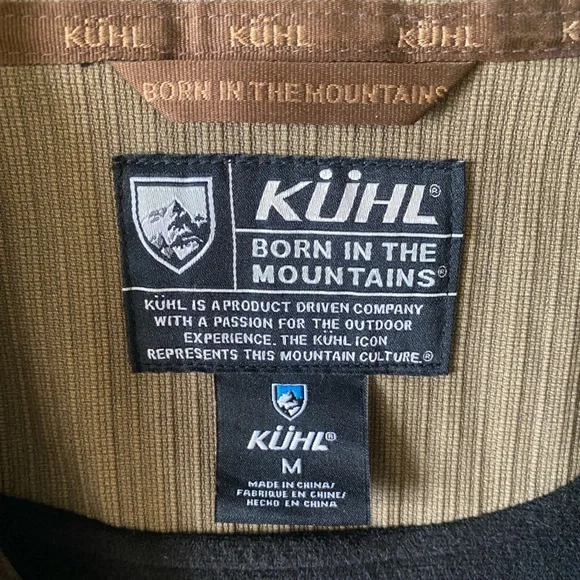 KÜHL KÜHL KÜHL
BORN IN THE MOUNTAINS
KÜHL®
BORN IN THE
MOUNTAINS®
KÜHL IS A PRODUCT DRIVEN COMPANY
WITH A PASSION FOR THE OUTDOOR
EXPERIENCE. THE KÜHL ICON
REPRESENTS THIS MOUNTAIN CULTURE.®
KÜHL®
M
MADE IN CHINA/
FABRIQUE EN CHINE/
HECHO EN CHINA